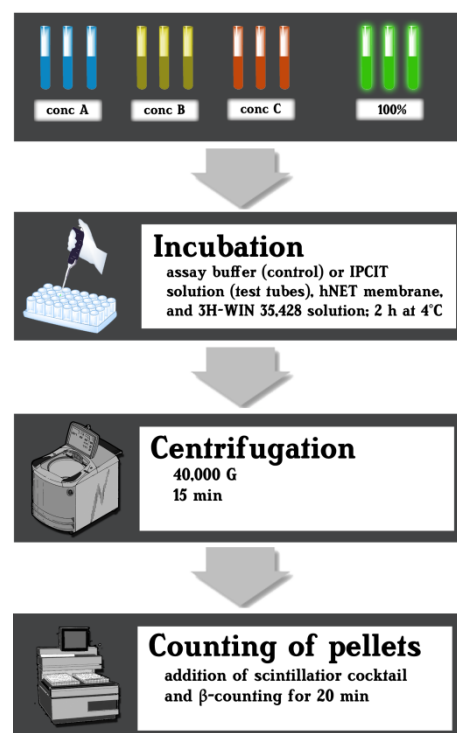 conc A conc B conc C 100%
Incubation
assay buffer (control) or IPCIT
solution (test tubes), hNET membrane,
and 3H-WIN 35,428 solution; 2 h at 4°C
Centrifugation
40,000 G
15 min
Counting of pellets
addition of scintillatior cocktail
and β-counting for 20 min